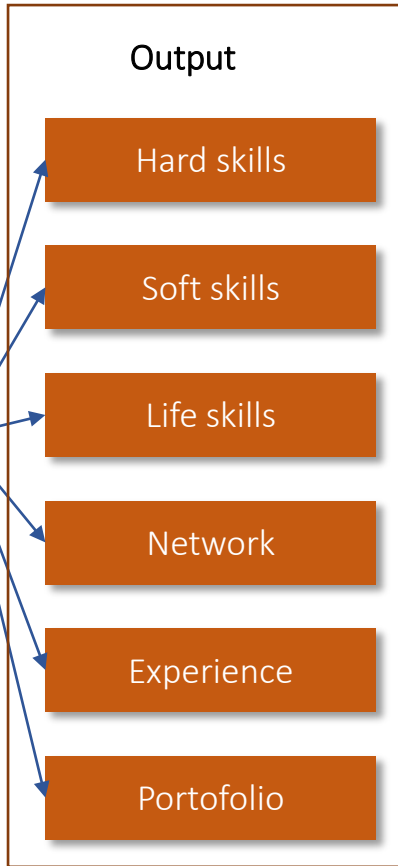 Output
Hard skills
Soft skills
Life skills
Network
Experience
Portofolio